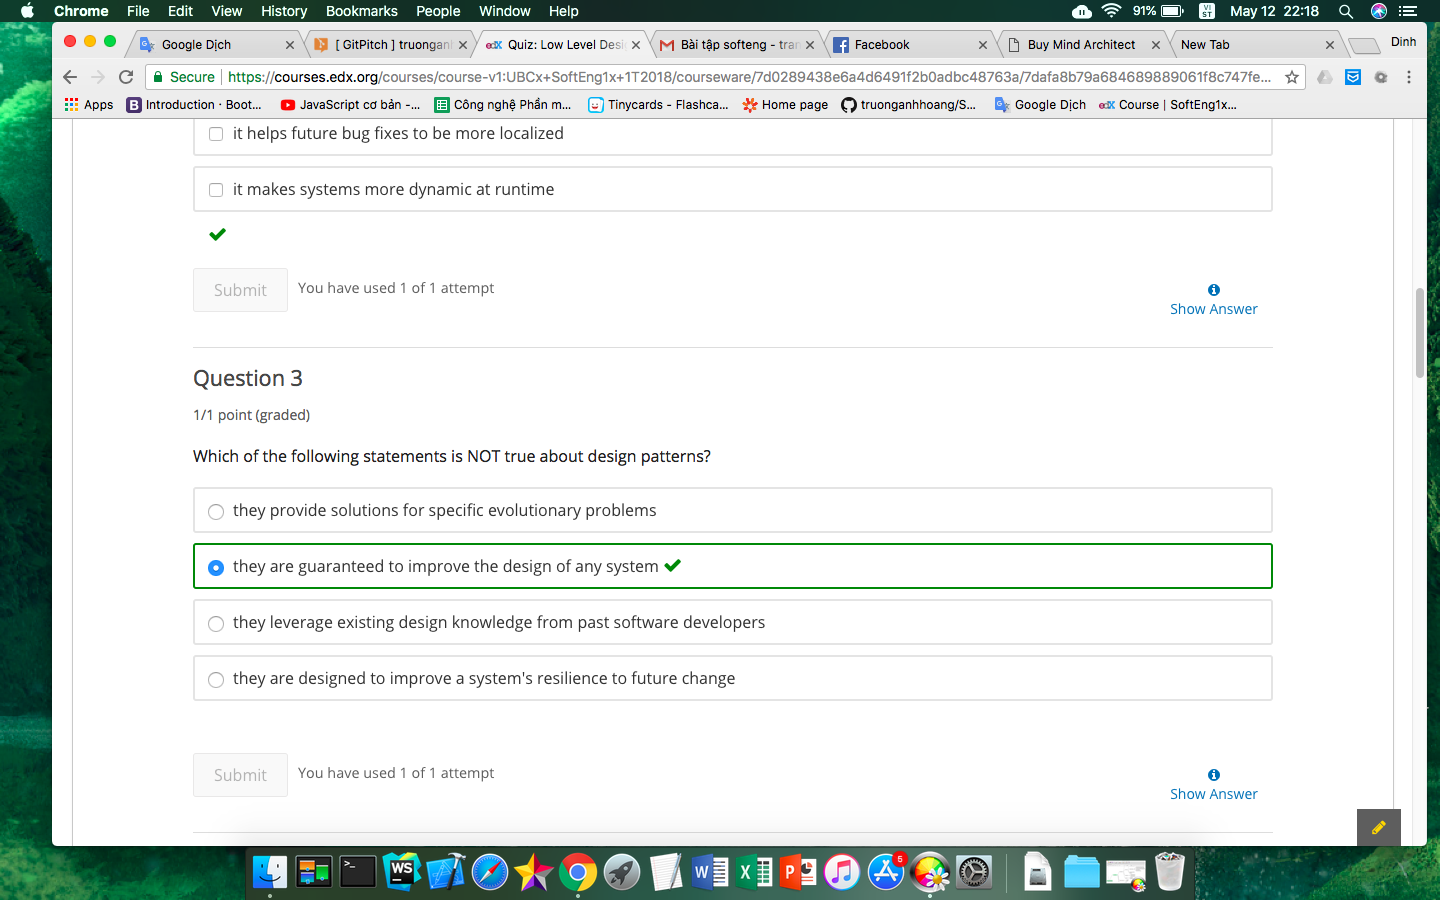 Chrome File Edit View History Bookmarks People Window Help 91% VI ST May 12 22:18
Google Dịch [ GitPitch ] truongan edX Quiz: Low Level Desi Bài tập softeng - tran Facebook Buy Mind Architect New Tab Dinh
Secure https://courses.edx.org/courses/course-v1:UBCx+SoftEng1x+1T2018/courseware/7d0289438e6a4d6491f2b0adbc48763a/7dafa8b79a684689889061f8c747fe...
Apps B Introduction · Boot... JavaScript cơ bản -... Công nghệ Phần m... Tinycards - Flashca... Home page truonganhhoang/S... Google Dịch edX Course | SoftEng1x...
it helps future bug fixes to be more localized
it makes systems more dynamic at runtime
Submit You have used 1 of 1 attempt
Show Answer
Question 3
1/1 point (graded)
Which of the following statements is NOT true about design patterns?
they provide solutions for specific evolutionary problems
they are guaranteed to improve the design of any system
they leverage existing design knowledge from past software developers
they are designed to improve a system's resilience to future change
Submit You have used 1 of 1 attempt
Show Answer
>_ WS W X P 5